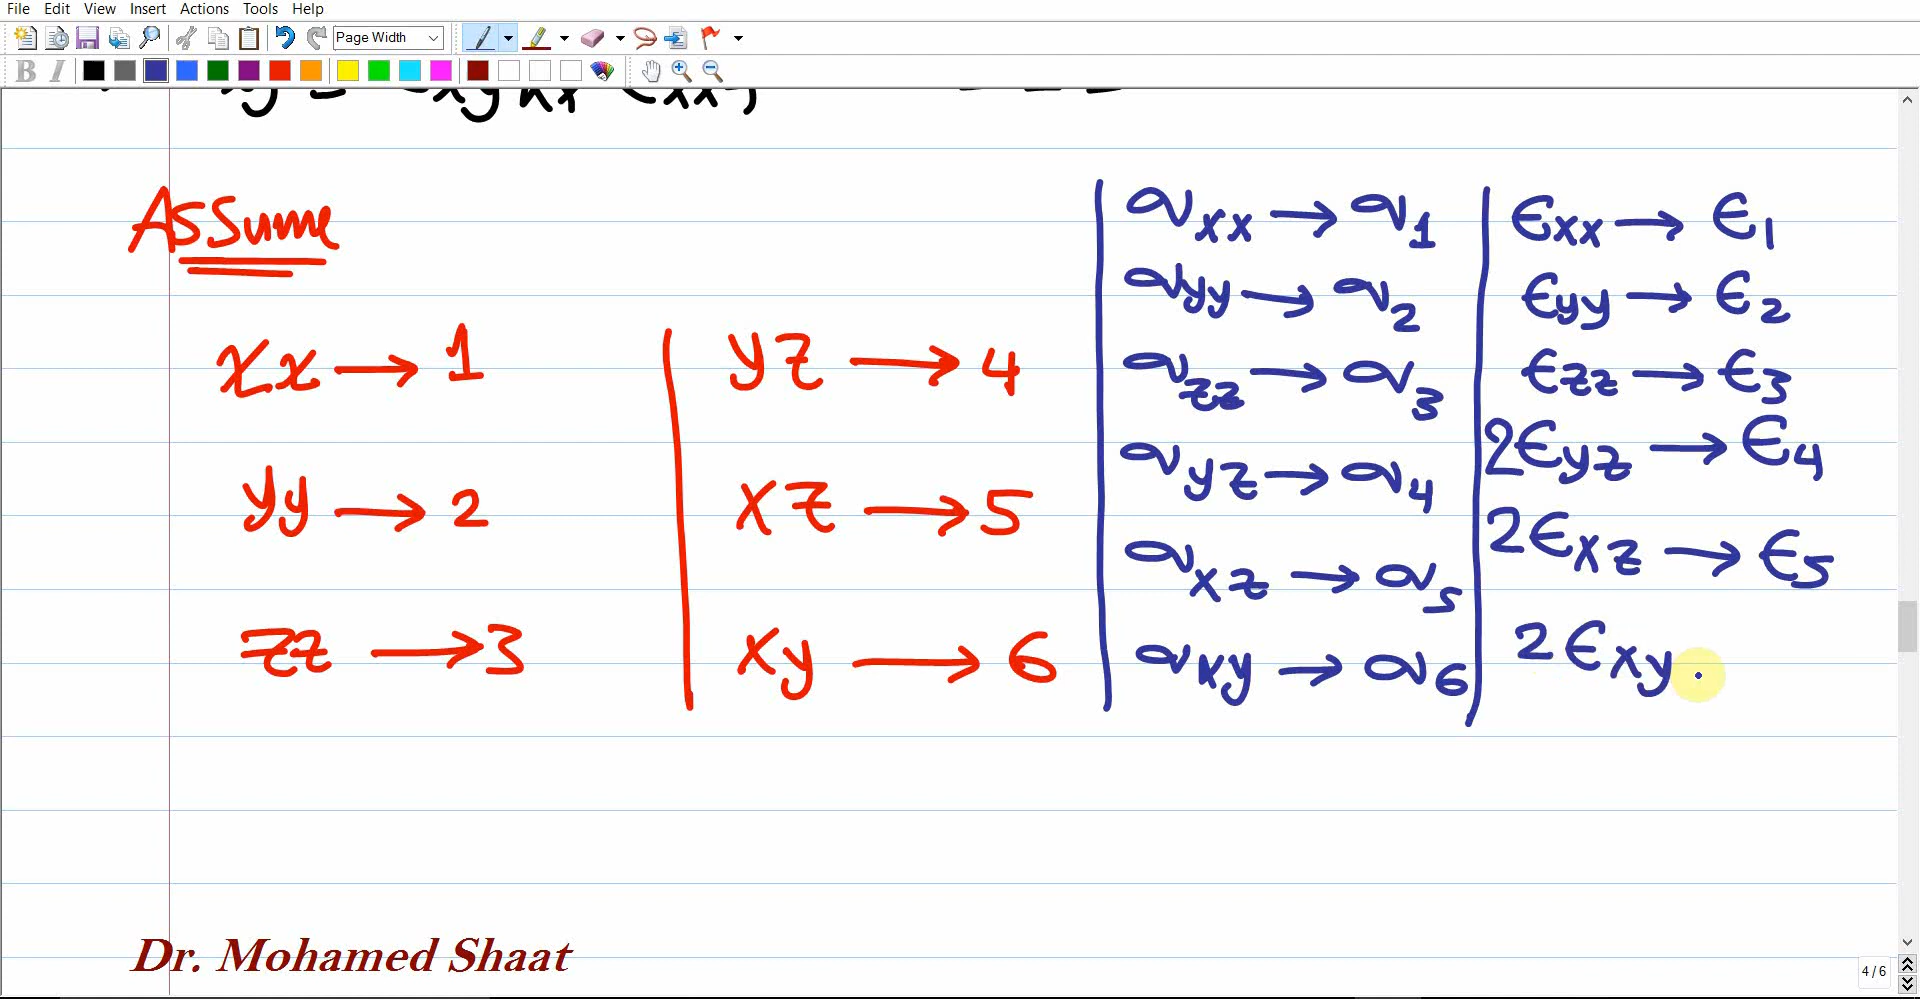 File Edit View Insert Actions Tools Help
Page Width
B I
Assume
xx → 1
yy → 2
zz → 3
yz → 4
xz → 5
xy → 6
σxx → σ1
σyy → σ2
σzz → σ3
σyz → σ4
σxz → σ5
σxy → σ6
ϵxx → ϵ1
ϵyy → ϵ2
ϵzz → ϵ3
2ϵyz → ϵ4
2ϵxz → ϵ5
2ϵxy
Dr. Mohamed Shaat
4 / 6